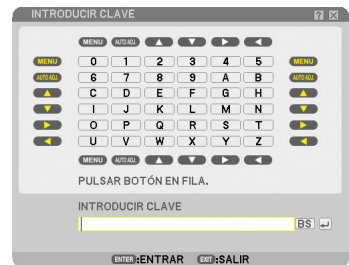 INTRODUCIR CLAVE ?
MENU AUTO ADJ.
MENU 0 1 2 3 4 5 MENU
AUTO ADJ. 6 7 8 9 A B AUTO ADJ.
C D E F G H
I J K L M N
O P Q R S T
U V W X Y Z
MENU AUTO ADJ.
PULSAR BOTÓN EN FILA.
INTRODUCIR CLAVE
BS
ENTER :ENTRAR EXIT :SALIR